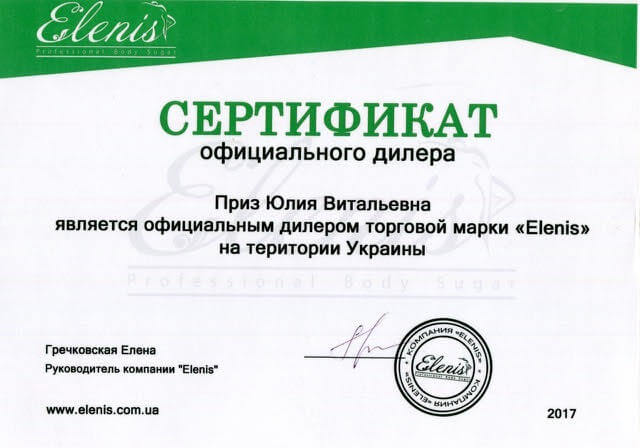 Elenis
Professional Body Sugar
СЕРТИФИКАТ
официального дилера
Приз Юлия Витальевна
является официальным дилером торговой марки «Elenis»
на територии Украины
Elenis
Professional Body Sugar
Гречковская Елена
Руководитель компании "Elenis"
КОМПАНИЯ «ELENIS»
Elenis
Professional Body Sugar
КОМПАНИЯ «ELENIS»
www.elenis.com.ua
2017